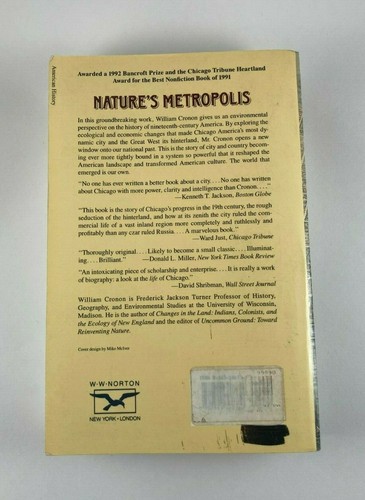 American History
Awarded a 1992 Bancroft Prize and the Chicago Tribune Heartland
Award for the Best Nonfiction Book of 1991
NATURE'S METROPOLIS
In this groundbreaking work, William Cronon gives us an environmental
perspective on the history of nineteenth-century America. By exploring the
ecological and economic changes that made Chicago America's most dy-
namic city and the Great West its hinterland, Mr. Cronon opens a new
window onto our national past. This is the story of city and country becom-
ing ever more tightly bound in a system so powerful that it reshaped the
American landscape and transformed American culture. The world that
emerged is our own.
"No one has ever written a better book about a city. . . . No one has written
about Chicago with more power, clarity and intelligence than Cronon. . . ."
—Kenneth T. Jackson, Boston Globe
"This book is the story of Chicago's progress in the 19th century, the rough
seduction of the hinterland, and how at its zenith the city ruled the com-
mercial life of a vast inland region more completely and ruthlessly and
profitably than any czar ruled Russia. . . . A marvelous book."
—Ward Just, Chicago Tribune
"Thoroughly original. . . . Likely to become a small classic. . . . Illuminat-
ing. . . . Brilliant."—Donald L. Miller, New York Times Book Review
"An intoxicating piece of scholarship and enterprise. . . . It is really a work
of biography: a look at the life of Chicago."
—David Shribman, Wall Street Journal
William Cronon is Frederick Jackson Turner Professor of History,
Geography, and Environmental Studies at the University of Wisconsin,
Madison. He is the author of Changes in the Land: Indians, Colonists, and
the Ecology of New England and the editor of Uncommon Ground: Toward
Reinventing Nature.
Cover design by Mike McIver
W·W·NORTON
NEW YORK · LONDON